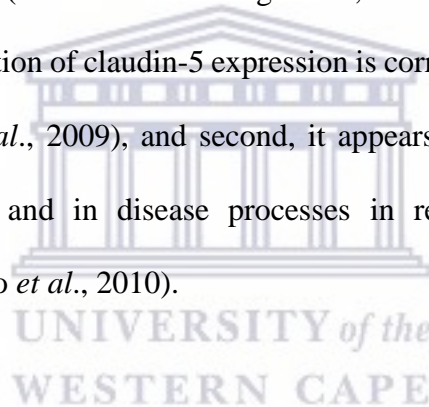 tion of claudin-5 expression is corr
al., 2009), and second, it appears
and in disease processes in re
o et al., 2010).
UNIVERSITY of the
WESTERN CAPE